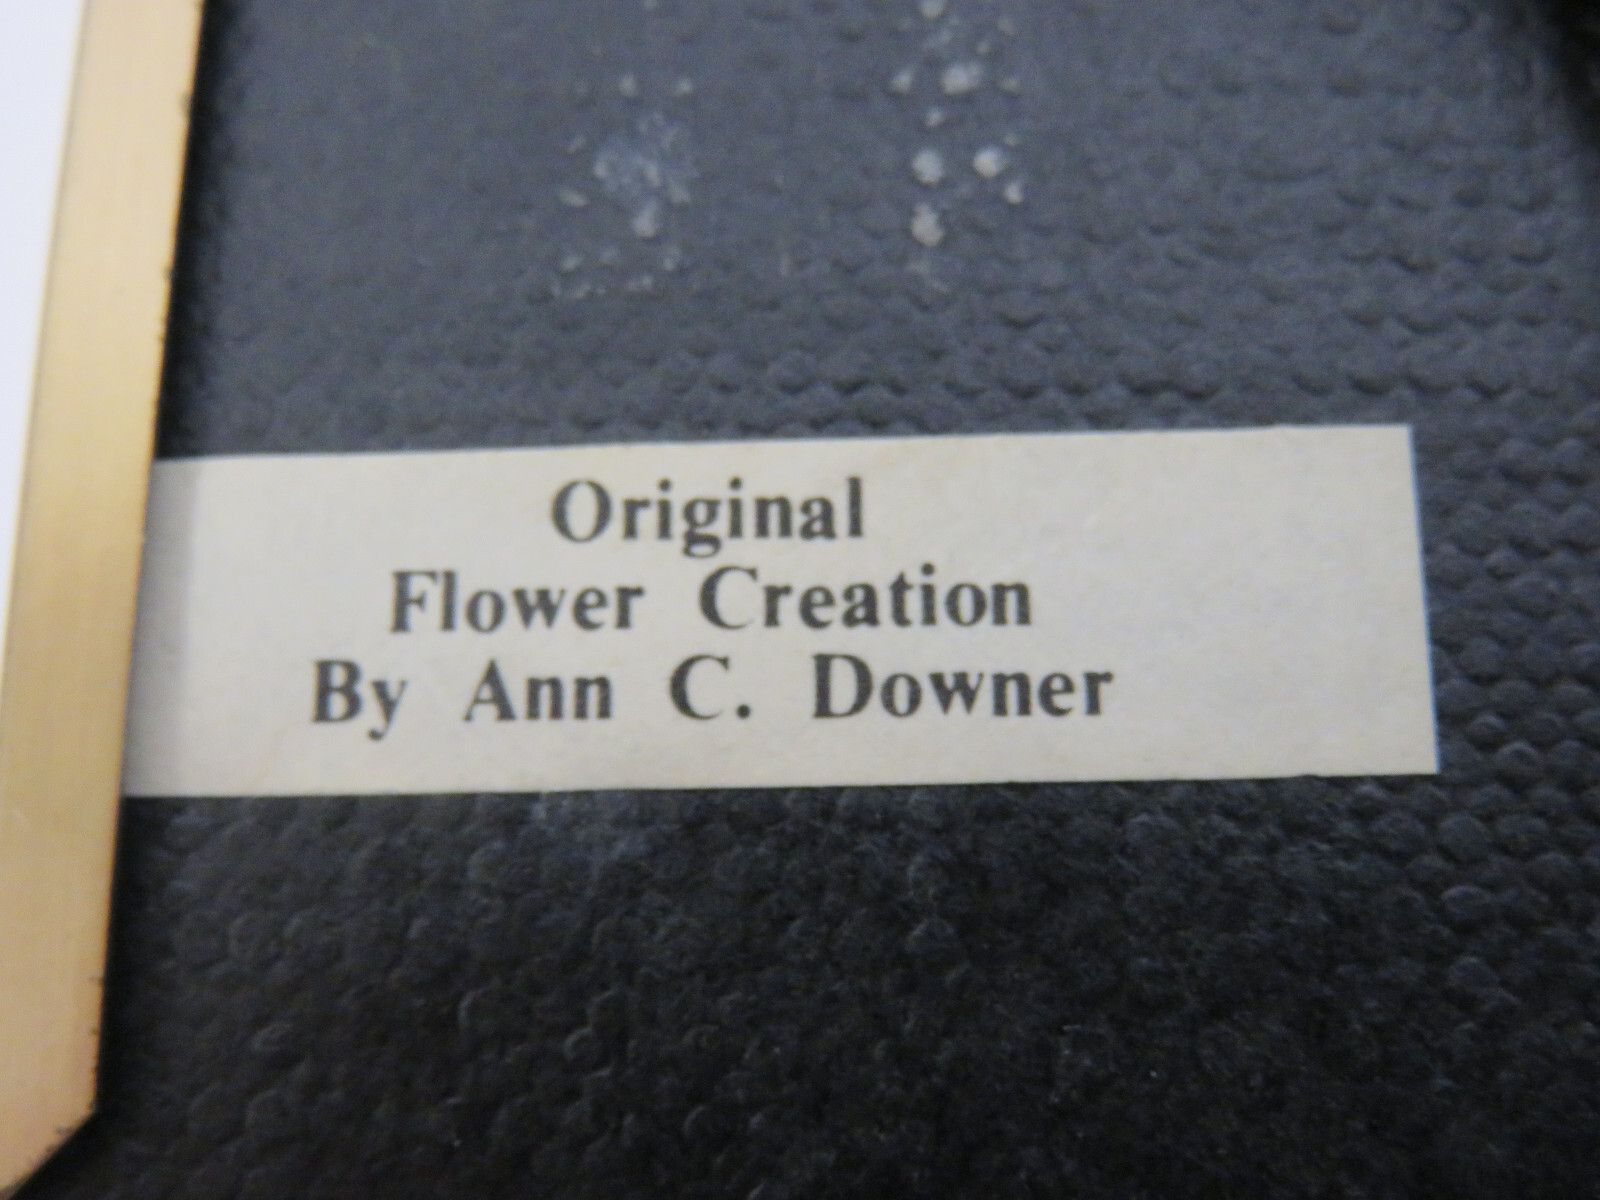 Original
Flower Creation
By Ann C. Downer